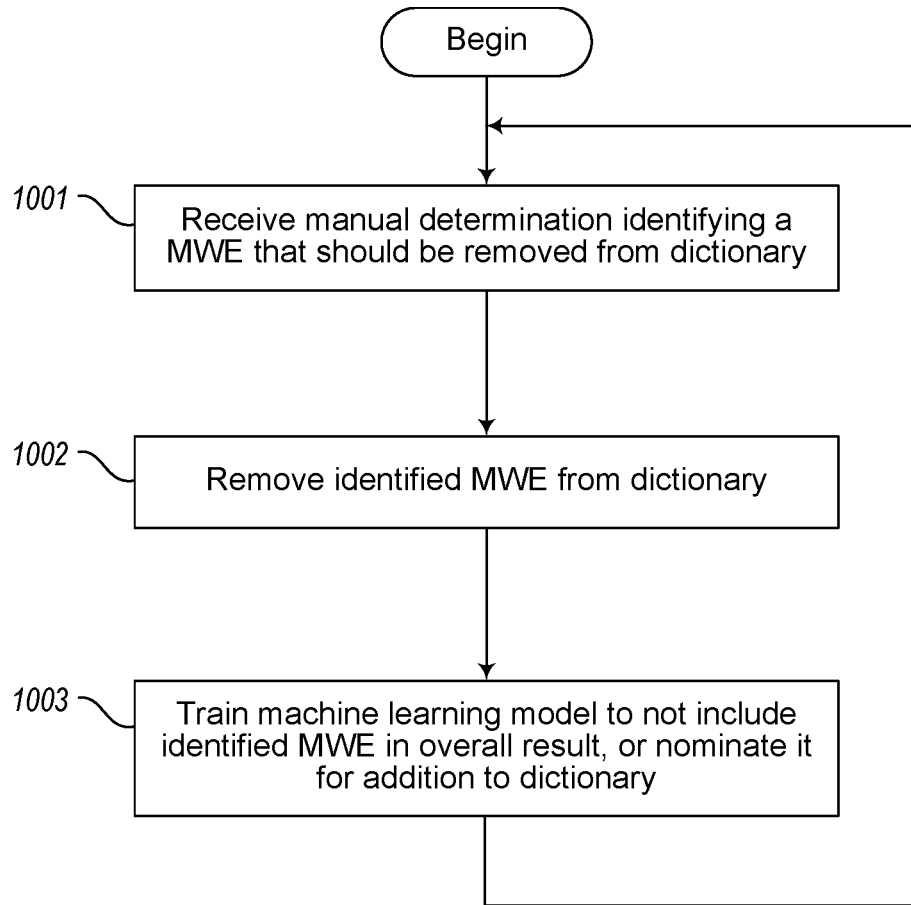 Begin
1001
Receive manual determination identifying a
MWE that should be removed from dictionary
1002
Remove identified MWE from dictionary
1003
Train machine learning model to not include
identified MWE in overall result, or nominate it
for addition to dictionary